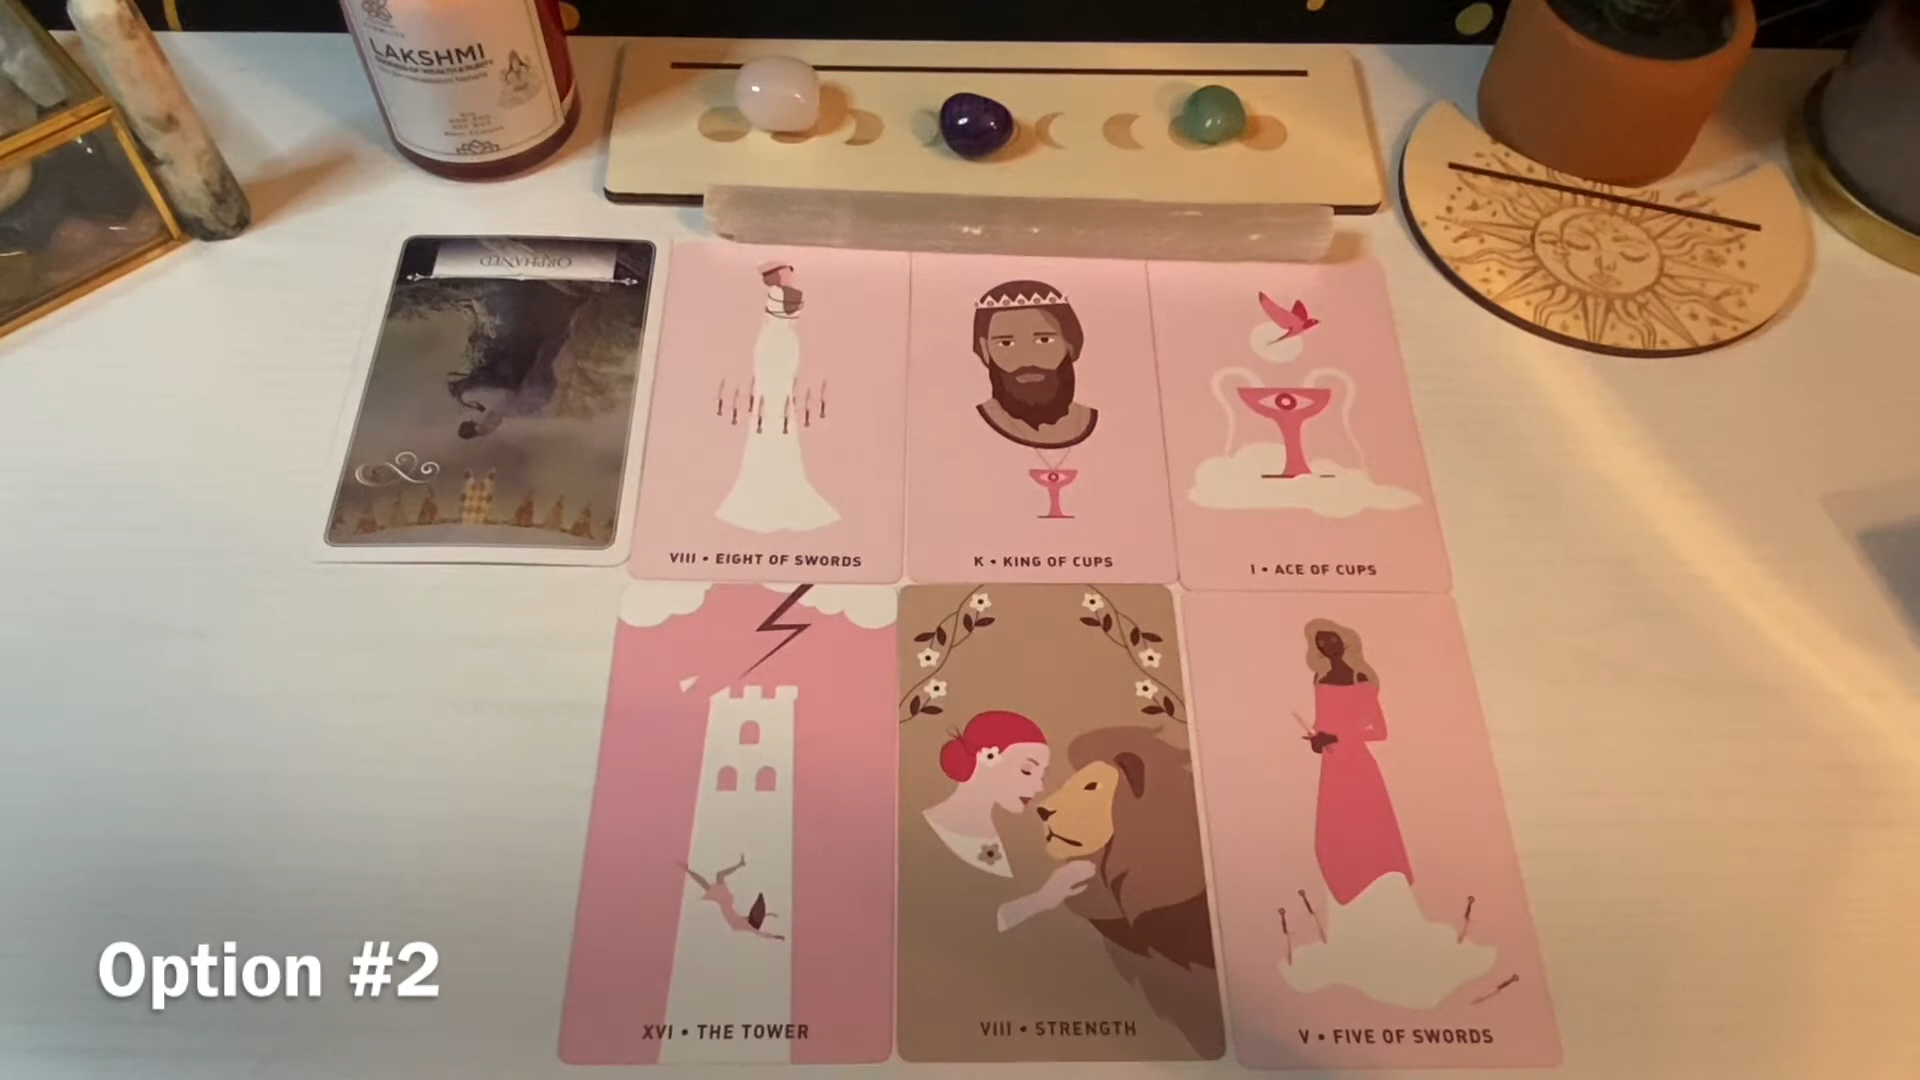 LAKSHMI
ORPHANED
VIII • EIGHT OF SWORDS
K • KING OF CUPS
I • ACE OF CUPS
XVI • THE TOWER
VIII • STRENGTH
V • FIVE OF SWORDS
Option #2